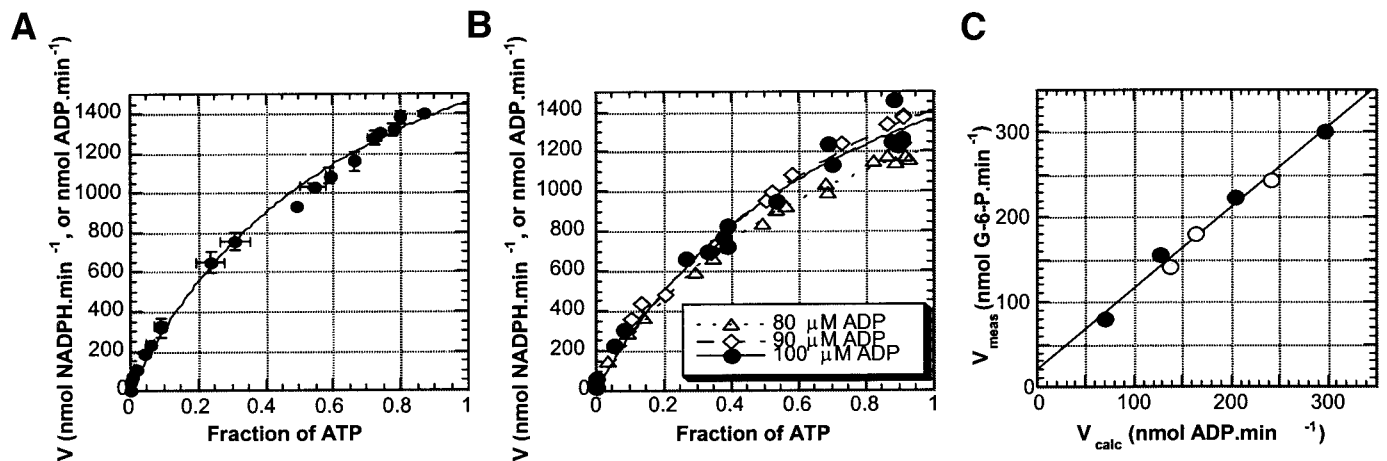 A
V (nmol NADPH.min-1, or nmol ADP.min-1)
1400
1200
1000
800
600
400
200
0
0 0.2 0.4 0.6 0.8 1
Fraction of ATP
B
V (nmol NADPH.min-1, or nmol ADP.min-1)
1400
1200
1000
800
600
400
200
0
80 μM ADP
90 μM ADP
100 μM ADP
0 0.2 0.4 0.6 0.8 1
Fraction of ATP
C
Vmeas (nmol G-6-P.min-1)
300
200
100
0
0 100 200 300
Vcalc (nmol ADP.min -1)